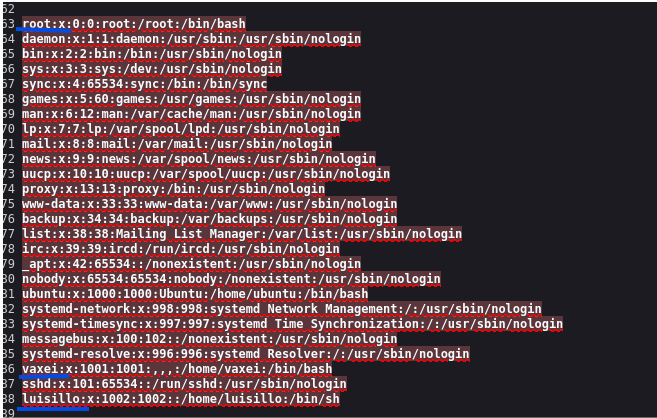 52
53 root:x:0:0:root:/root:/bin/bash
54 daemon:x:1:1:daemon:/usr/sbin:/usr/sbin/nologin
55 bin:x:2:2:bin:/bin:/usr/sbin/nologin
56 sys:x:3:3:sys:/dev:/usr/sbin/nologin
57 sync:x:4:65534:sync:/bin:/bin/sync
58 games:x:5:60:games:/usr/games:/usr/sbin/nologin
59 man:x:6:12:man:/var/cache/man:/usr/sbin/nologin
70 lp:x:7:7:lp:/var/spool/lpd:/usr/sbin/nologin
71 mail:x:8:8:mail:/var/mail:/usr/sbin/nologin
72 news:x:9:9:news:/var/spool/news:/usr/sbin/nologin
73 uucp:x:10:10:uucp:/var/spool/uucp:/usr/sbin/nologin
74 proxy:x:13:13:proxy:/bin:/usr/sbin/nologin
75 www-data:x:33:33:www-data:/var/www:/usr/sbin/nologin
76 backup:x:34:34:backup:/var/backups:/usr/sbin/nologin
77 list:x:38:38:Mailing List Manager:/var/list:/usr/sbin/nologin
78 irc:x:39:39:ircd:/run/ircd:/usr/sbin/nologin
79 _apt:x:42:65534::/nonexistent:/usr/sbin/nologin
30 nobody:x:65534:65534:nobody:/nonexistent:/usr/sbin/nologin
31 ubuntu:x:1000:1000:Ubuntu:/home/ubuntu:/bin/bash
32 systemd-network:x:998:998:systemd Network Management:/:/usr/sbin/nologin
33 systemd-timesync:x:997:997:systemd Time Synchronization:/:/usr/sbin/nologin
34 messagebus:x:100:102::/nonexistent:/usr/sbin/nologin
35 systemd-resolve:x:996:996:systemd Resolver:/:/usr/sbin/nologin
36 vaxei:x:1001:1001:,,,:/home/vaxei:/bin/bash
37 sshd:x:101:65534::/run/sshd:/usr/sbin/nologin
38 luisillo:x:1002:1002::/home/luisillo:/bin/sh
39